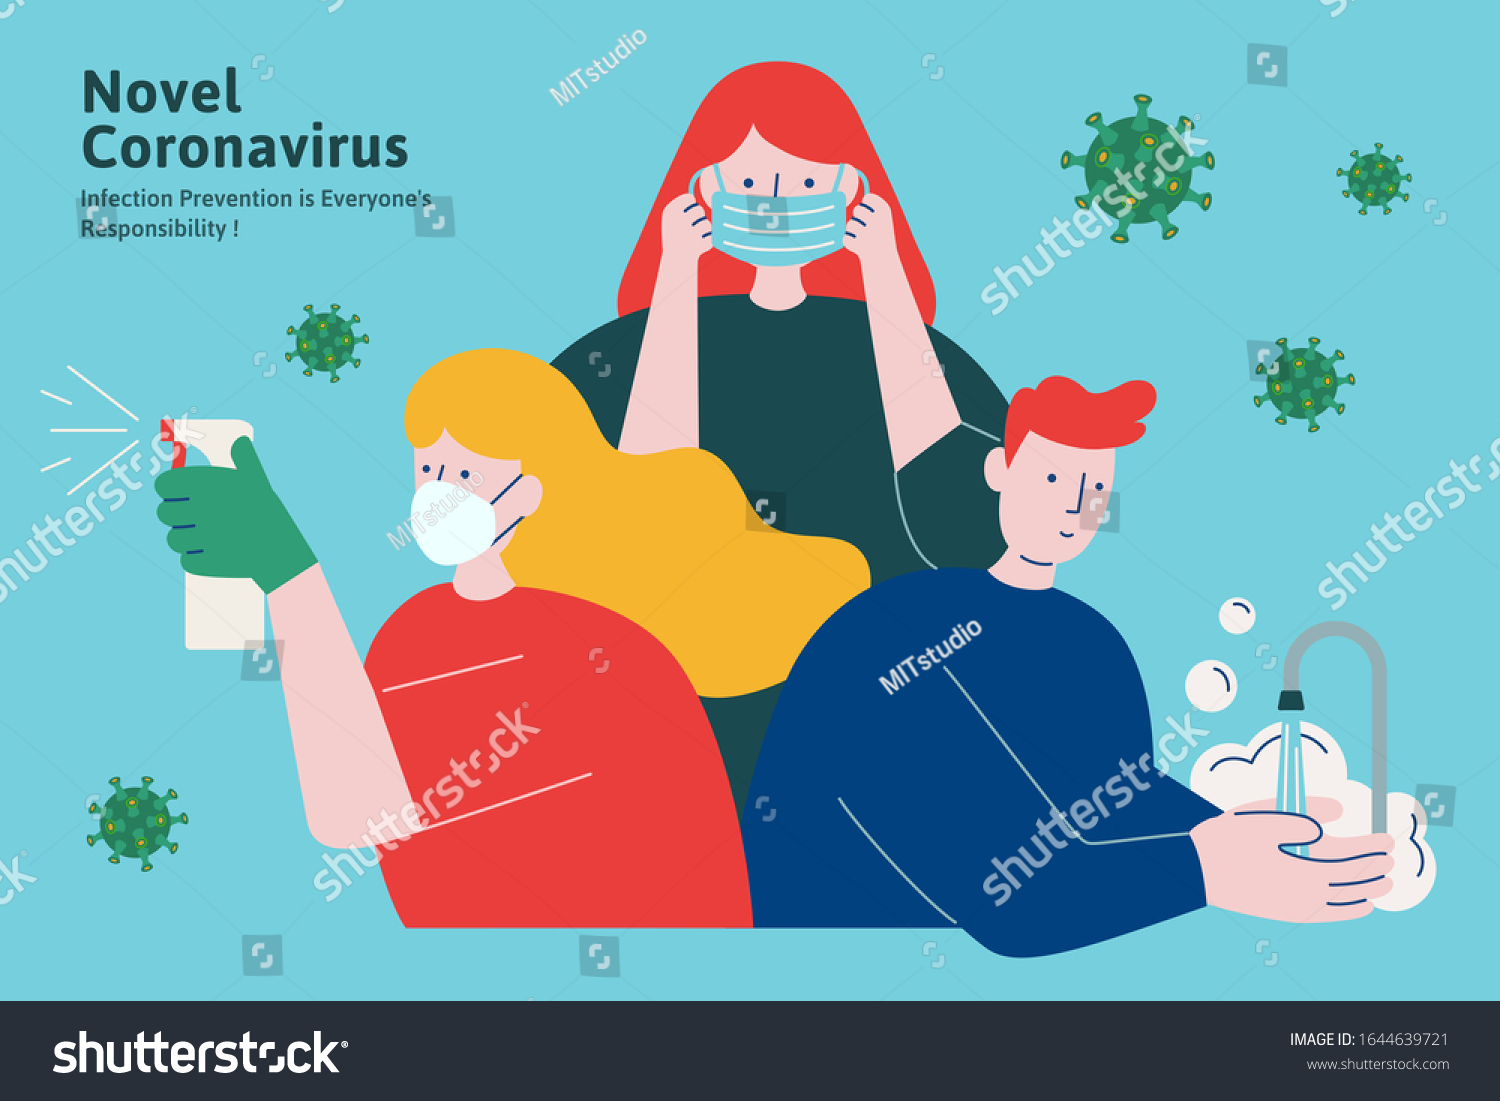 Novel
Coronavirus
Infection Prevention is Everyone's
Responsibility !
MITstudio
shutterstock
shutterstock
MITstudio
shutterstock
shutterstock
MITstudio
shutterstock
shutterstock
shutterstock
IMAGE ID: 1644639721
www.shutterstock.com